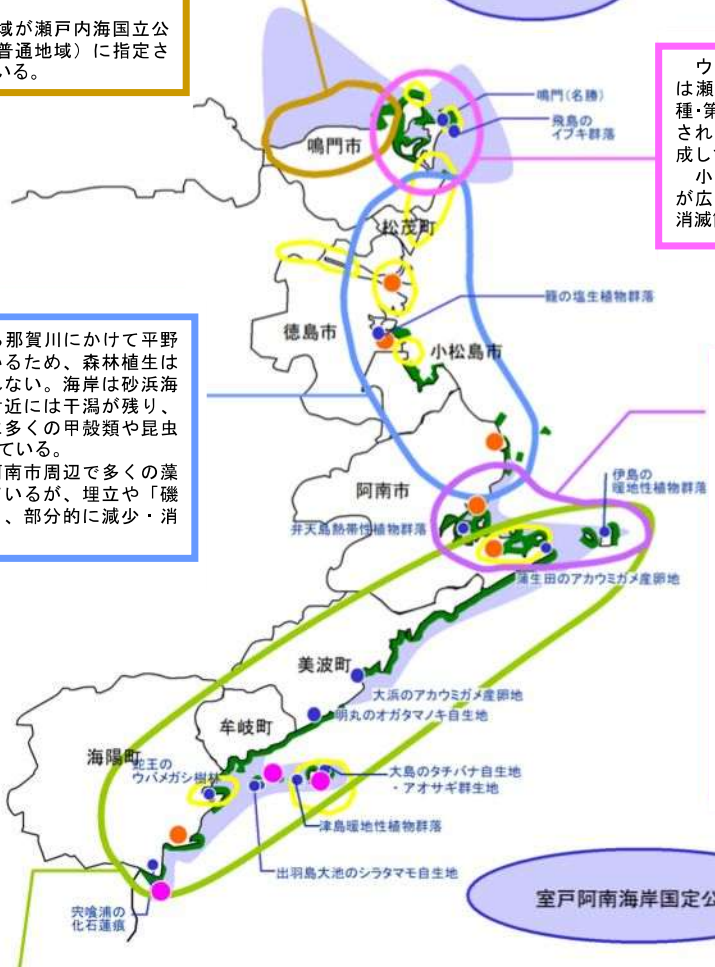 域が瀬戸内海国立公
普通地域）に指定さ
いる。
ウ
は瀬
種・第
され
成し
小
が広
消滅
鳴門（名勝）
飛島の
イブキ群落
鳴門市
松茂町
籠の塩生植物群落
徳島市
小松島市
ら那賀川にかけて平野
いるため、森林植生は
れない。海岸は砂浜海
付近には干潟が残り、
に多くの甲殻類や昆虫
ている。
阿南市周辺で多くの藻
ているが、埋立や「磯
、部分的に減少・消
阿南市
伊島の
暖地性植物群落
弁天島熱帯性植物群落
蒲生田のアカウミガメ産卵地
美波町
大浜のアカウミガメ産卵地
明丸のオガタマノキ自生地
牟岐町
海陽町
蛇王の
ウバメガシ樹林
大島のタチバナ自生地
・アオサギ群生地
津島暖地性植物群落
出羽島大池のシラタマモ自生地
宍喰浦の
化石漣痕
室戸阿南海岸国定公